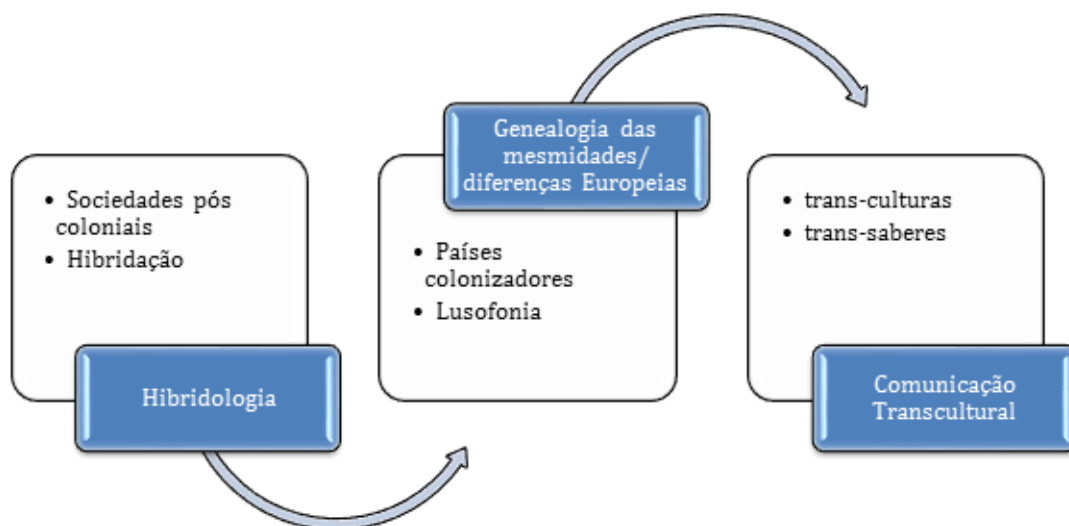 • Sociedades pós
coloniais
• Hibridação
Hibridologia
Genealogia das
mesmidades/
diferenças Europeias
• Países
colonizadores
• Lusofonia
• trans-culturas
• trans-saberes
Comunicação
Transcultural